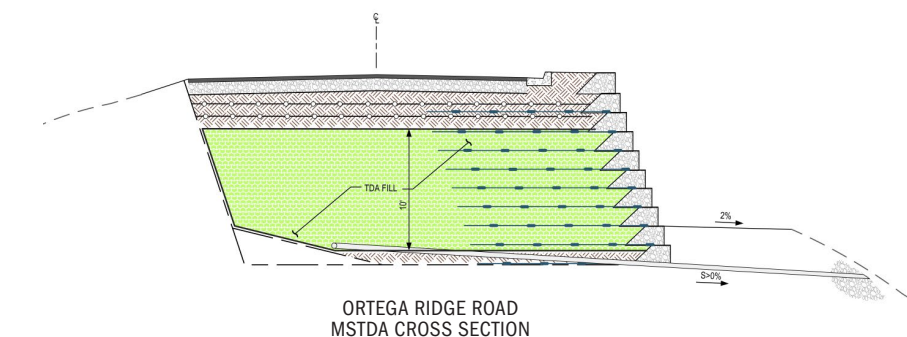 ℄
TDA FILL
10'
2%
S>0%
ORTEGA RIDGE ROAD
MSTDA CROSS SECTION